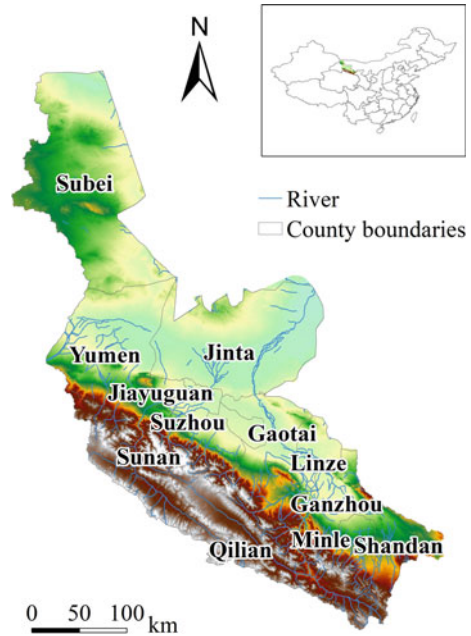 N
Subei
River
County boundaries
Yumen
Jinta
Jiayuguan
Suzhou
Gaotai
Sunan
Linze
Ganzhou
Qilian
Minle
Shandan
0 50 100
km